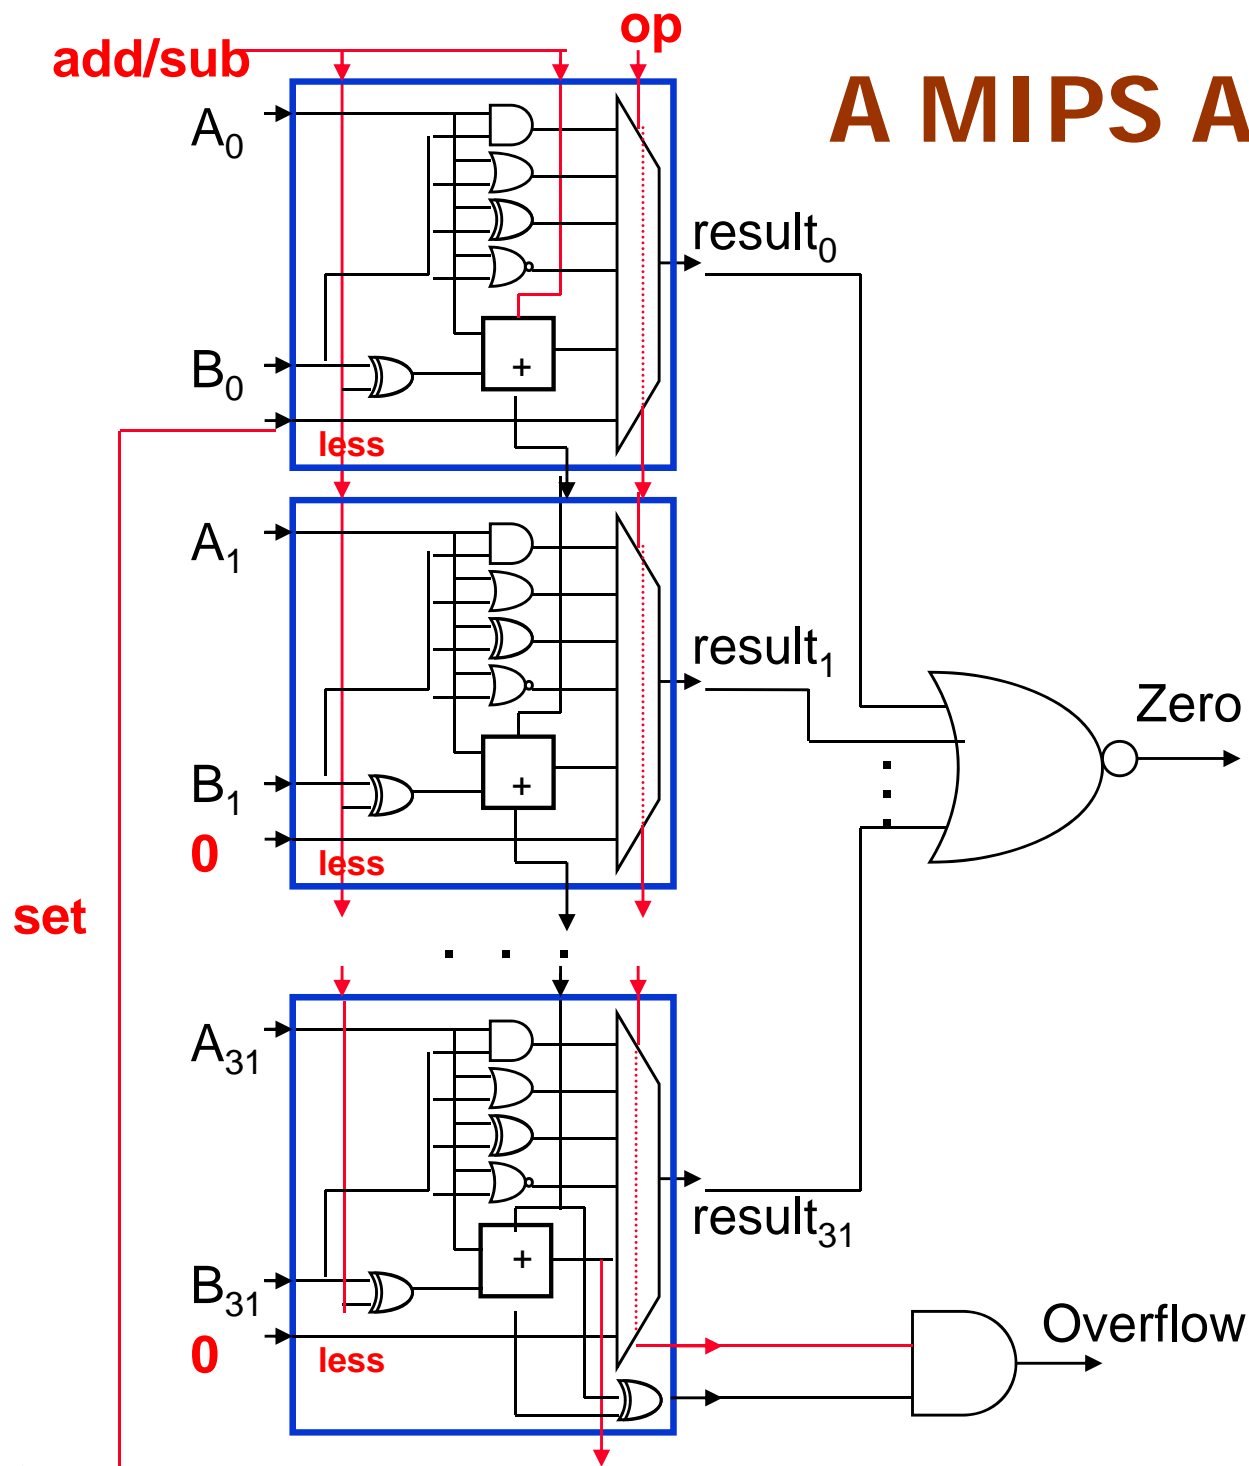 add/sub
op
A MIPS A
A0
result0
B0
+
less
A1
result1
Zero
B1
+
0
less
set
. . .
A31
result31
+
B31
Overflow
0
less